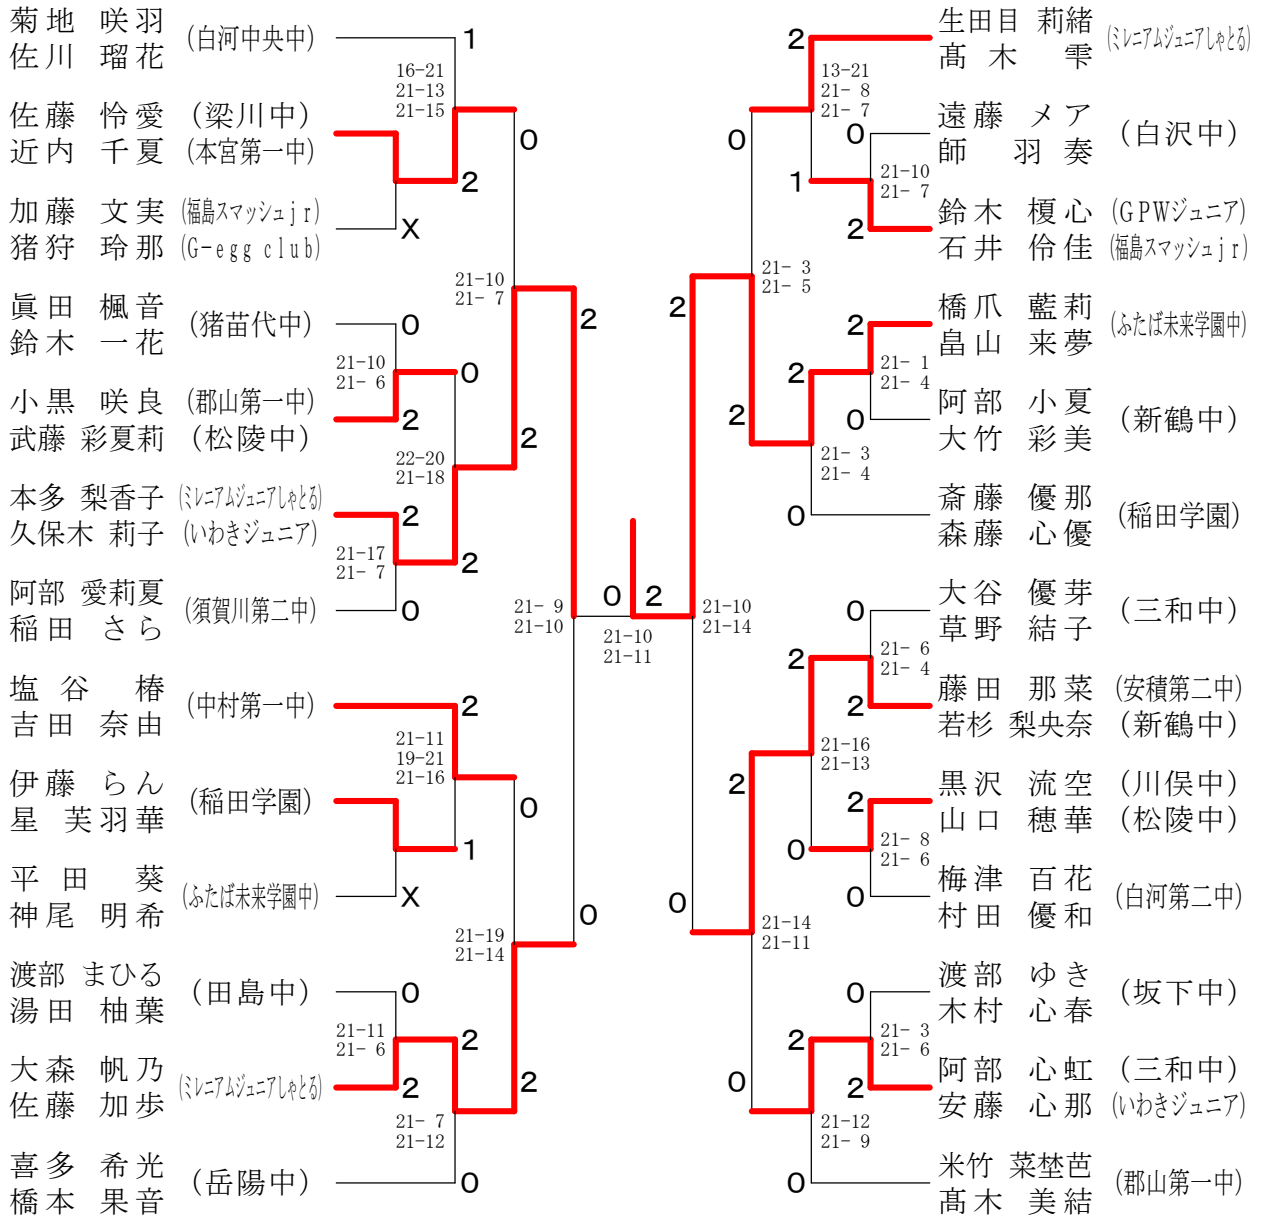 菊地 咲羽
佐川 瑠花
(白河中央中)
1
16-21
21-13
21-15
佐藤 怜愛 (梁川中)
近内 千夏 (本宮第一中)
2
0
加藤 文実 (福島スマッシュjr)
猪狩 玲那 (G-egg club)
X
21-10
21- 7
眞田 楓音
鈴木 一花
(猪苗代中)
0
2
21-10
21- 6
0
小黒 咲良 (郡山第一中)
武藤 彩夏莉 (松陵中)
2
2
22-20
21-18
本多 梨香子 (ミレニアムジュニアしゃとる)
久保木 莉子 (いわきジュニア)
2
21-17
21- 7
2
阿部 愛莉夏
稲田 さら
(須賀川第二中)
0
21- 9
21-10
0
2
21-10
21-11
塩谷 椿
吉田 奈由
(中村第一中)
2
21-11
19-21
21-16
伊藤 らん
星 芙羽華
(稲田学園)
0
1
平田 葵
神尾 明希
(ふたば未来学園中)
X
0
21-19
21-14
渡部 まひる
湯田 柚葉
(田島中)
0
21-11
21- 6
2
大森 帆乃
佐藤 加歩
(ミレニアムジュニアしゃとる)
2
2
21- 7
21-12
喜多 希光
橋本 果音
(岳陽中)
0
生田目 莉緒
髙木 雫
(ミレニアムジュニアしゃとる)
2
13-21
21- 8
21- 7
遠藤 メア
師 羽奏
(白沢中)
0
0
21-10
21- 7
1
鈴木 榎心 (GPWジュニア)
石井 伶佳 (福島スマッシュjr)
2
21- 3
21- 5
2
橋爪 藍莉
畠山 来夢
(ふたば未来学園中)
2
21- 1
21- 4
2
阿部 小夏
大竹 彩美
(新鶴中)
0
2
21- 3
21- 4
斎藤 優那
森藤 心優
(稲田学園)
0
21-10
21-14
大谷 優芽
草野 結子
(三和中)
0
21- 6
21- 4
2
藤田 那菜 (安積第二中)
若杉 梨央奈 (新鶴中)
2
21-16
21-13
2
黒沢 流空 (川俣中)
山口 穂華 (松陵中)
2
21- 8
21- 6
0
梅津 百花
村田 優和
(白河第二中)
0
0
21-14
21-11
渡部 ゆき
木村 心春
(坂下中)
0
21- 3
21- 6
2
阿部 心虹 (三和中)
安藤 心那 (いわきジュニア)
2
0
21-12
21- 9
米竹 菜埜芭
髙木 美結
(郡山第一中)
0